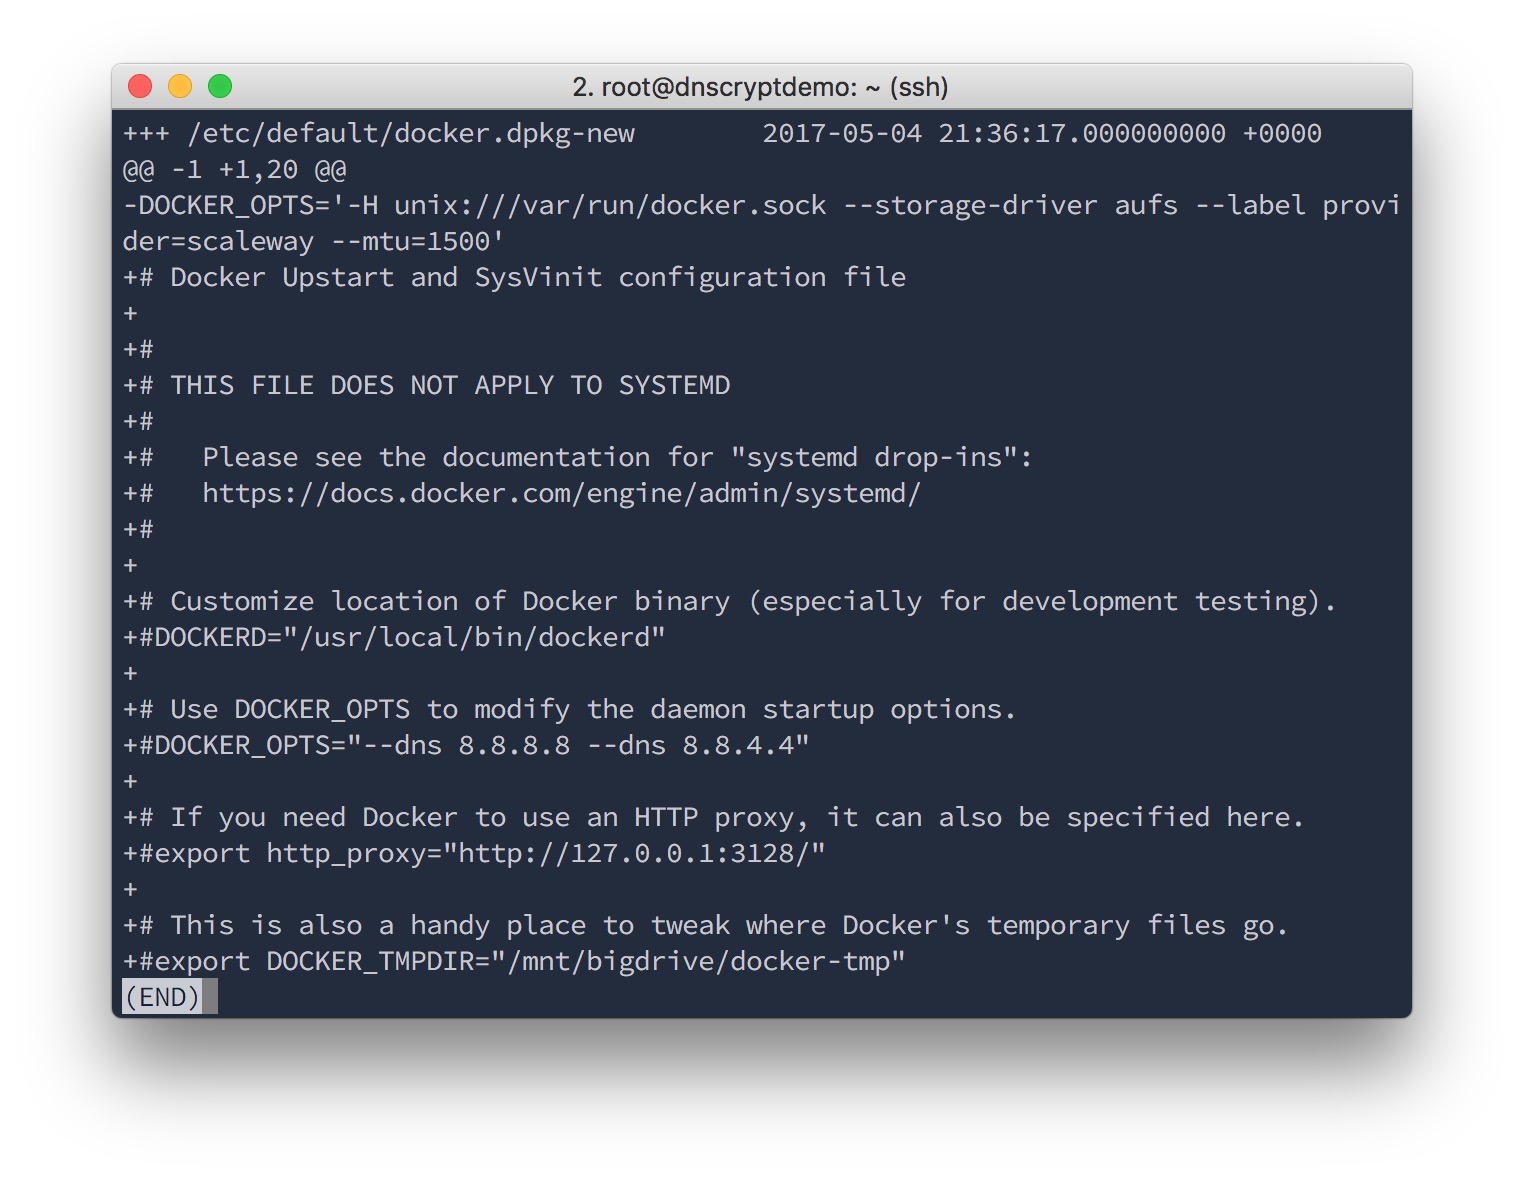 2. root@dnscryptdemo: ~ (ssh)
+++ /etc/default/docker.dpkg-new        2017-05-04 21:36:17.000000000 +0000
@@ -1 +1,20 @@
-DOCKER_OPTS='-H unix:///var/run/docker.sock --storage-driver aufs --label provi
der=scaleway --mtu=1500'
+# Docker Upstart and SysVinit configuration file
+
+#
+# THIS FILE DOES NOT APPLY TO SYSTEMD
+#
+#   Please see the documentation for "systemd drop-ins":
+#   https://docs.docker.com/engine/admin/systemd/
+#
+
+# Customize location of Docker binary (especially for development testing).
+#DOCKERD="/usr/local/bin/dockerd"
+
+# Use DOCKER_OPTS to modify the daemon startup options.
+#DOCKER_OPTS="--dns 8.8.8.8 --dns 8.8.4.4"
+
+# If you need Docker to use an HTTP proxy, it can also be specified here.
+#export http_proxy="http://127.0.0.1:3128/"
+
+# This is also a handy place to tweak where Docker's temporary files go.
+#export DOCKER_TMPDIR="/mnt/bigdrive/docker-tmp"
(END)